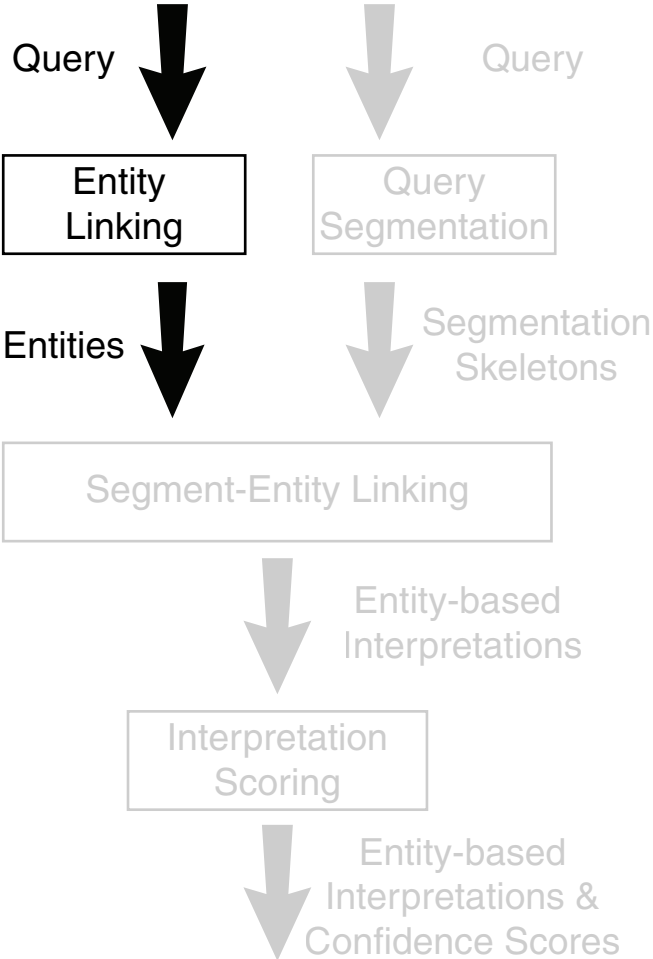 Query
Query
Entity
Linking
Query
Segmentation
Entities
Segmentation
Skeletons
Segment-Entity Linking
Entity-based
Interpretations
Interpretation
Scoring
Entity-based
Interpretations &
Confidence Scores